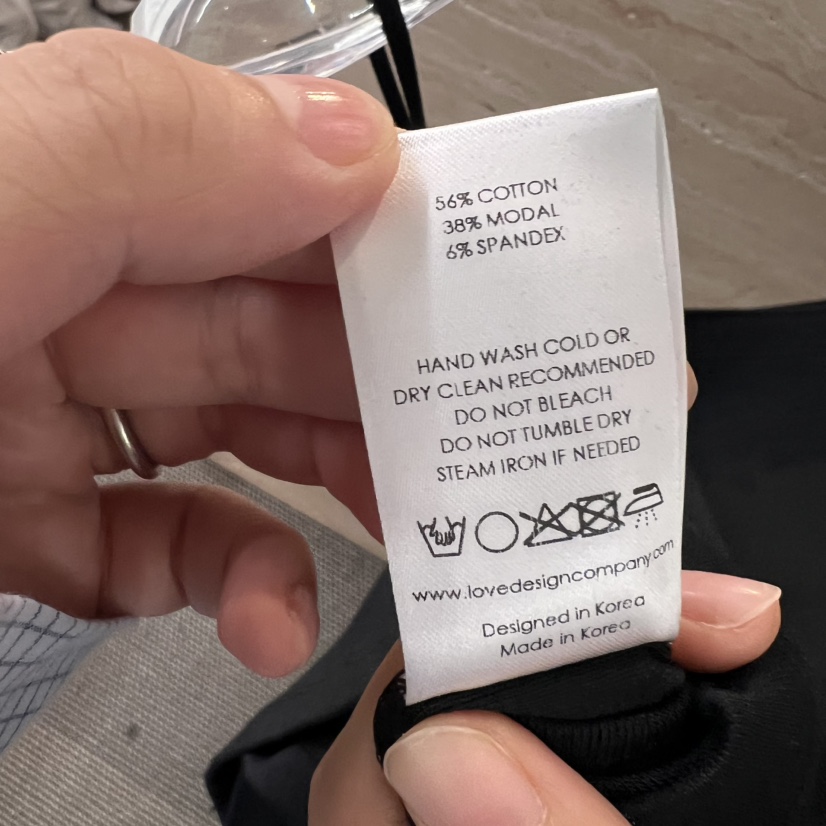 56% COTTON
38% MODAL
6% SPANDEX
HAND WASH COLD OR
DRY CLEAN RECOMMENDED
DO NOT BLEACH
DO NOT TUMBLE DRY
STEAM IRON IF NEEDED
www.lovedesigncompany.com
Designed in Korea
Made in Korea